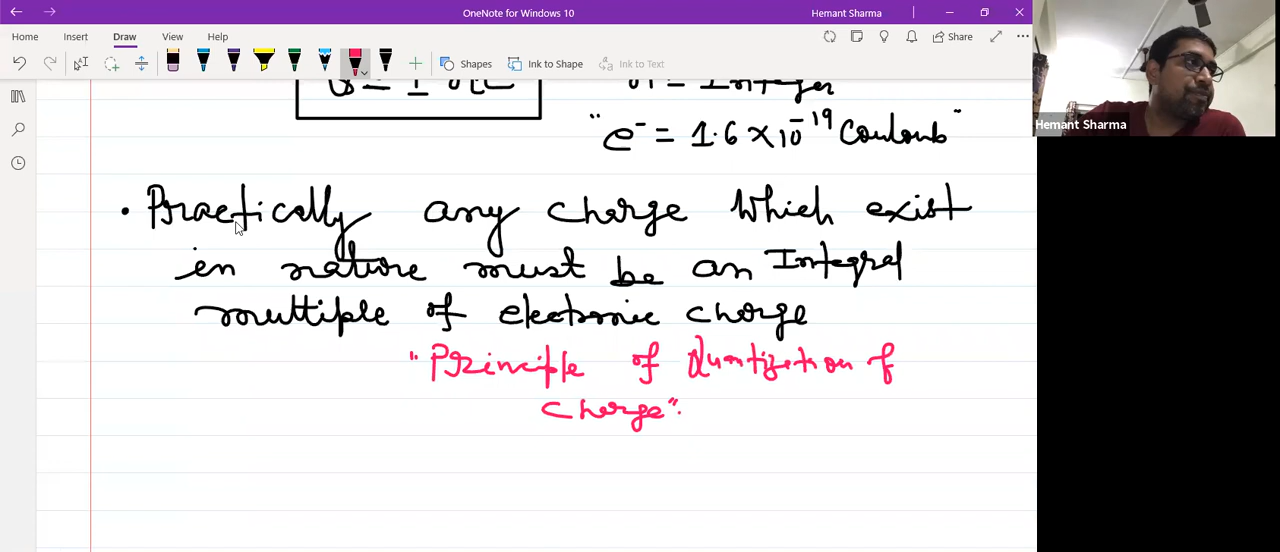 OneNote for Windows 10
Hemant Sharma
Home Insert Draw View Help
Share
Shapes Ink to Shape Ink to Text
Q = ± ne
n = Integer
"e⁻ = 1.6 × 10⁻¹⁹ Coulomb"
Hemant Sharma
• Practically any charge which exist
in nature must be an Integral
multiple of electronic charge
"Principle of Quantization of
Charge".